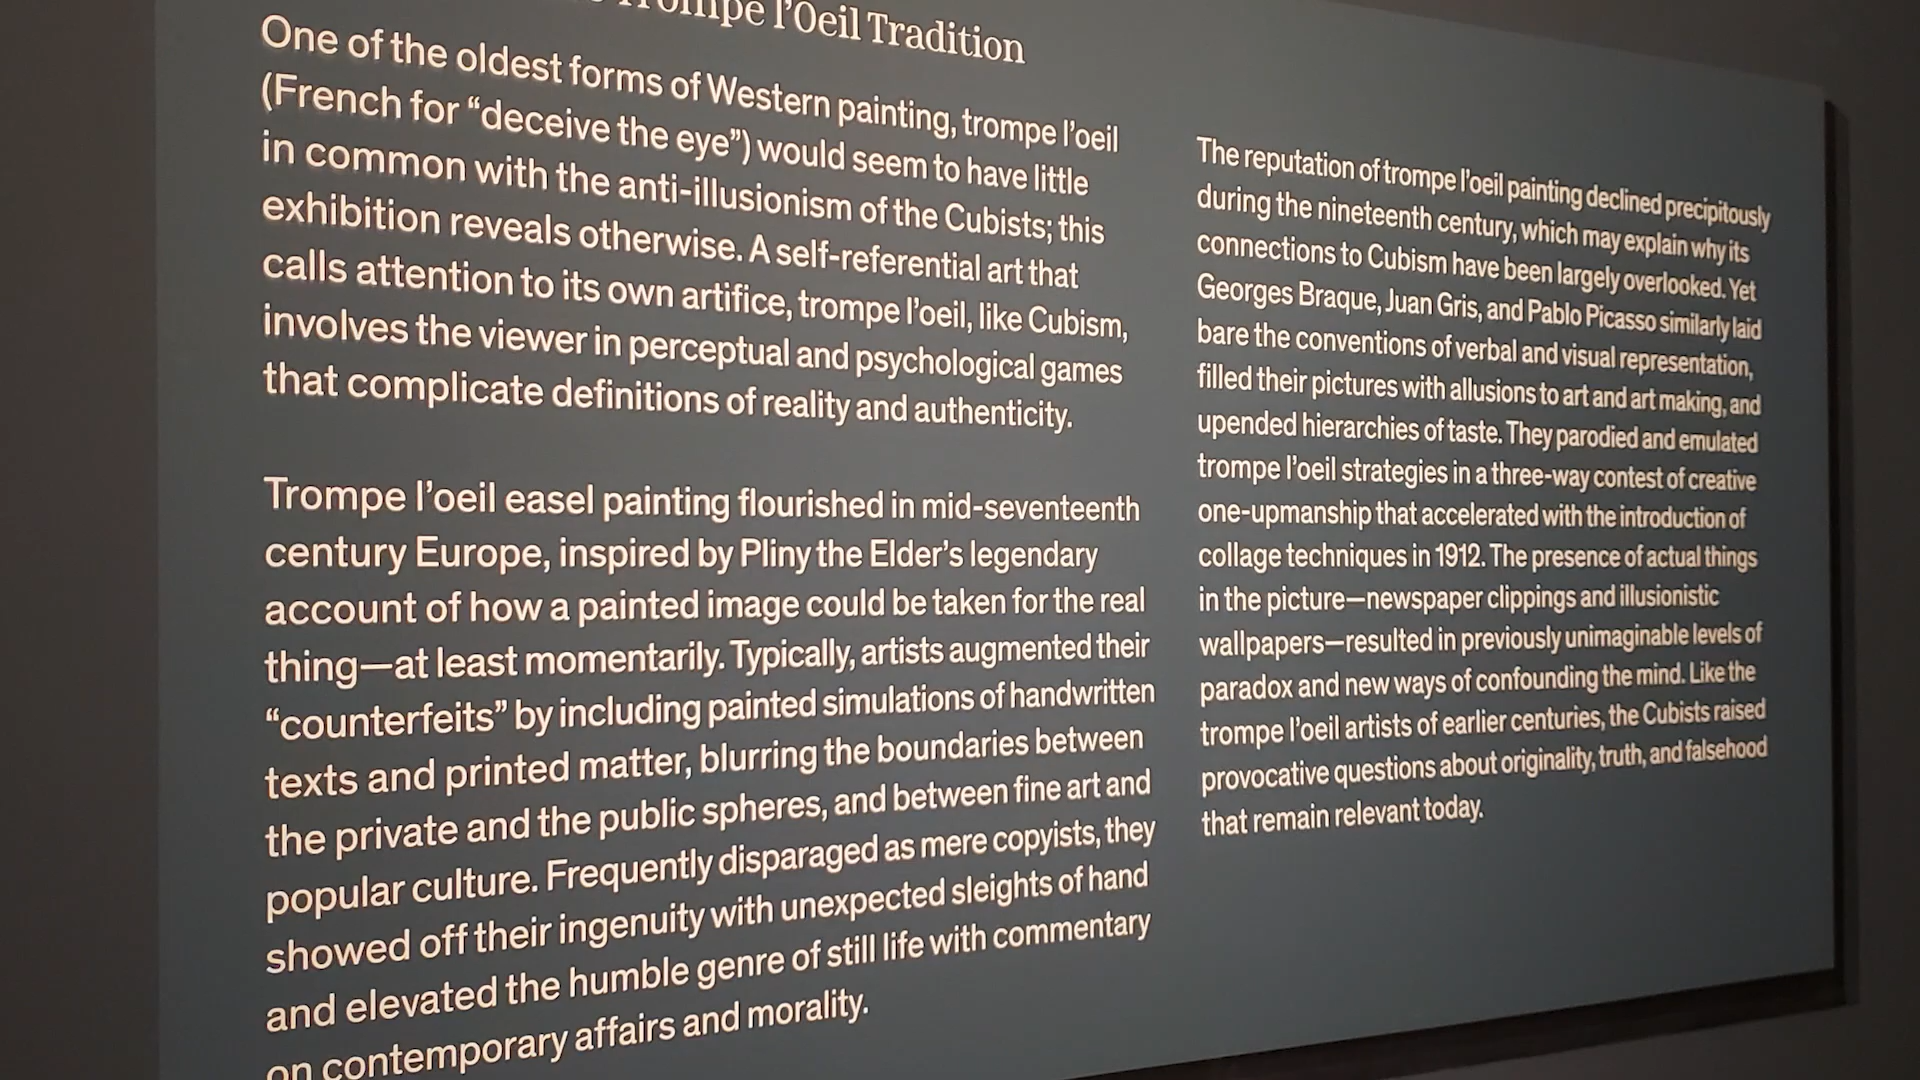 Trompe l’Oeil Tradition
One of the oldest forms of Western painting, trompe l’oeil
(French for “deceive the eye”) would seem to have little
in common with the anti-illusionism of the Cubists; this
exhibition reveals otherwise. A self-referential art that
calls attention to its own artifice, trompe l’oeil, like Cubism,
involves the viewer in perceptual and psychological games
that complicate definitions of reality and authenticity.
Trompe l’oeil easel painting flourished in mid-seventeenth
century Europe, inspired by Pliny the Elder’s legendary
account of how a painted image could be taken for the real
thing—at least momentarily. Typically, artists augmented their
“counterfeits” by including painted simulations of handwritten
texts and printed matter, blurring the boundaries between
the private and the public spheres, and between fine art and
popular culture. Frequently disparaged as mere copyists, they
showed off their ingenuity with unexpected sleights of hand
and elevated the humble genre of still life with commentary
on contemporary affairs and morality.
The reputation of trompe l’oeil painting declined precipitously
during the nineteenth century, which may explain why its
connections to Cubism have been largely overlooked. Yet
Georges Braque, Juan Gris, and Pablo Picasso similarly laid
bare the conventions of verbal and visual representation,
filled their pictures with allusions to art and art making, and
upended hierarchies of taste. They parodied and emulated
trompe l’oeil strategies in a three-way contest of creative
one-upmanship that accelerated with the introduction of
collage techniques in 1912. The presence of actual things
in the picture—newspaper clippings and illusionistic
wallpapers—resulted in previously unimaginable levels of
paradox and new ways of confounding the mind. Like the
trompe l’oeil artists of earlier centuries, the Cubists raised
provocative questions about originality, truth, and falsehood
that remain relevant today.